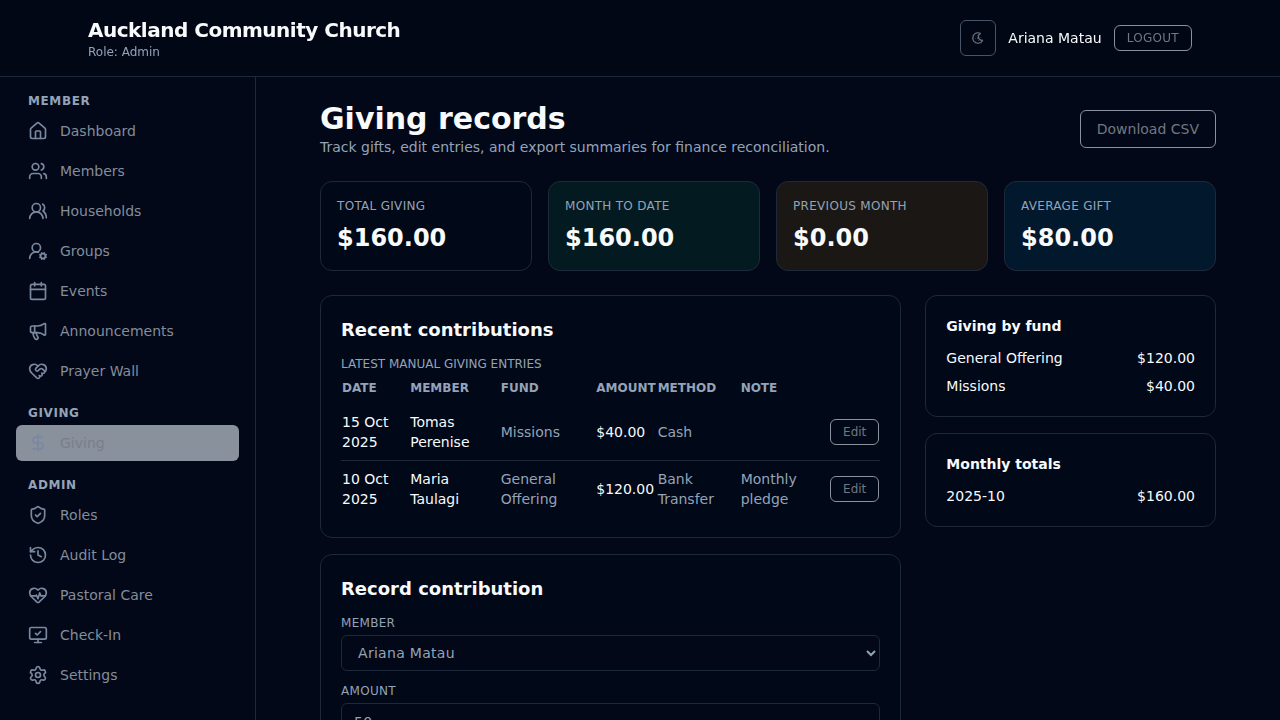 Auckland Community Church
Role: Admin
Ariana Matau
LOGOUT
MEMBER
Dashboard
Members
Households
Groups
Events
Announcements
Prayer Wall
GIVING
Giving
ADMIN
Roles
Audit Log
Pastoral Care
Check-In
Settings
Giving records
Track gifts, edit entries, and export summaries for finance reconciliation.
Download CSV
TOTAL GIVING
$160.00
MONTH TO DATE
$160.00
PREVIOUS MONTH
$0.00
AVERAGE GIFT
$80.00
Recent contributions
LATEST MANUAL GIVING ENTRIES
DATE MEMBER FUND AMOUNT METHOD NOTE
15 Oct 2025 Tomas Perenise Missions $40.00 Cash Edit
10 Oct 2025 Maria Taulagi General Offering $120.00 Bank Transfer Monthly pledge Edit
Giving by fund
General Offering $120.00
Missions $40.00
Monthly totals
2025-10 $160.00
Record contribution
MEMBER
Ariana Matau
AMOUNT
50